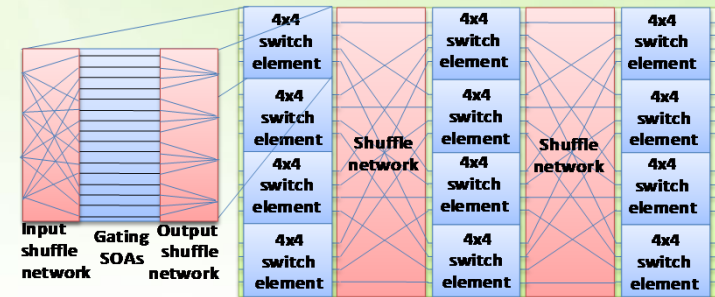 4x4
switch
element
4x4
switch
element
4x4
switch
element
4x4
switch
element
Shuffle
network
4x4
switch
element
4x4
switch
element
4x4
switch
element
4x4
switch
element
Shuffle
network
4x4
switch
element
4x4
switch
element
4x4
switch
element
4x4
switch
element
Input
shuffle
network
Gating
SOAs
Output
shuffle
network